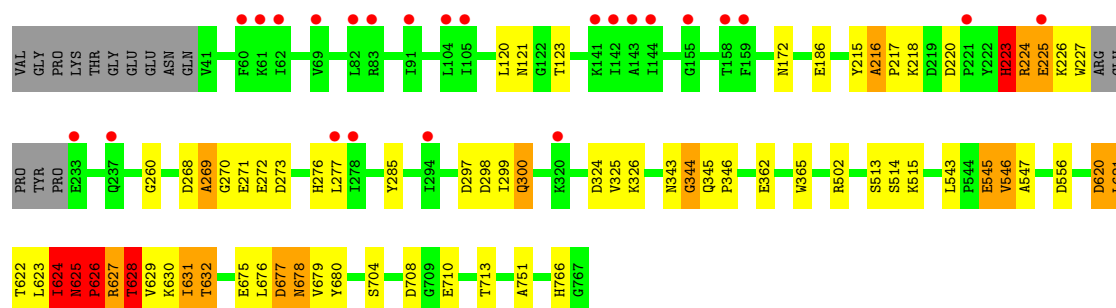 VAL GLY PRO LYS THR GLY GLU GLU ASN GLN V41 F60 K61 I62 V69 L82 R83 I91 L104 I105 L120 N121 G122 T123 K141 I142 A143 I144 G155 T158 F159 N172 E186 Y215 A216 P217 K218 D219 D220 P221 Y222 H223 R224 E225 K226 W227 ARG
PRO TYR PRO E233 Q237 G260 D268 A269 G270 E271 E272 D273 H276 L277 I278 Y285 I294 D297 D298 I299 Q300 K320 D324 V325 K326 N343 G344 Q345 P346 E362 W365 R502 S513 S514 K515 L543 P544 E545 V546 A547 D556 D620
T622 L623 I624 N625 P626 R627 T628 V629 K630 I631 T632 E675 L676 D677 N678 V679 Y680 S704 D708 G709 E710 T713 A751 H766 G767